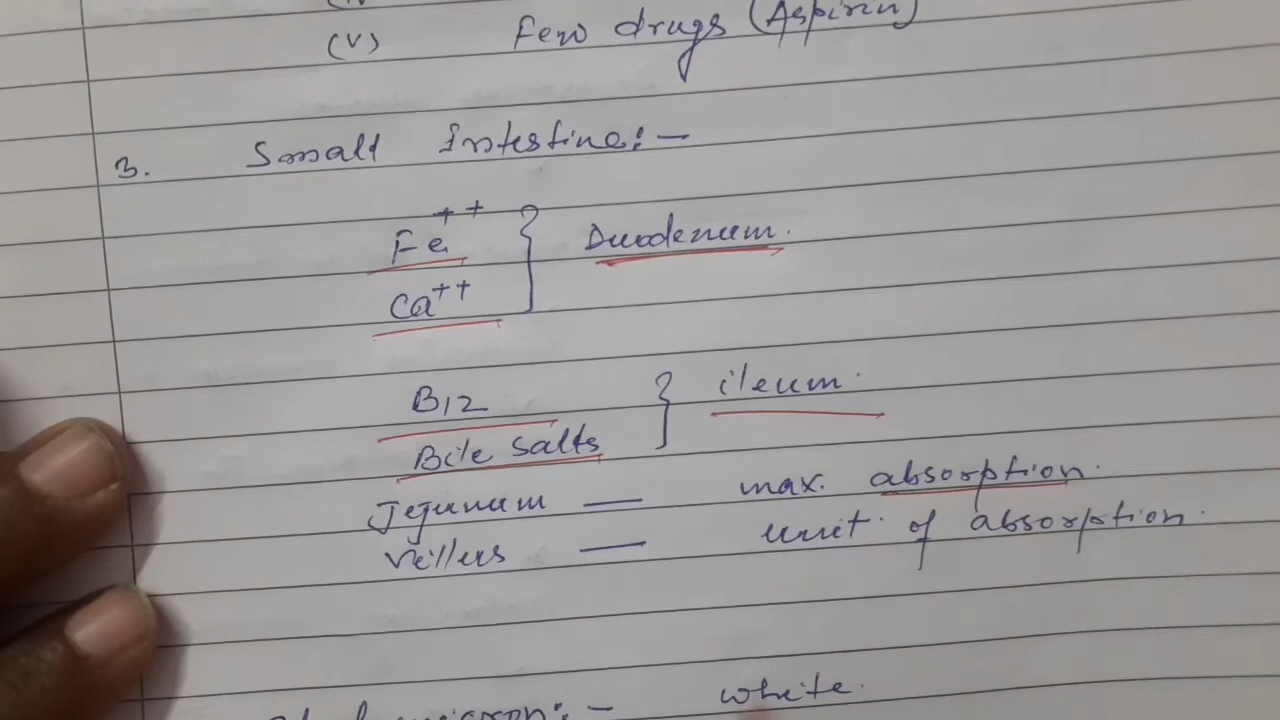 (V) Few drugs (Aspirin)
3. Small Intestine:-
Fe++ } Duodenum.
Ca++
B12 } ileum.
Bile salts
Jejunum — max. absorption.
Villus — unit of absorption.
white.